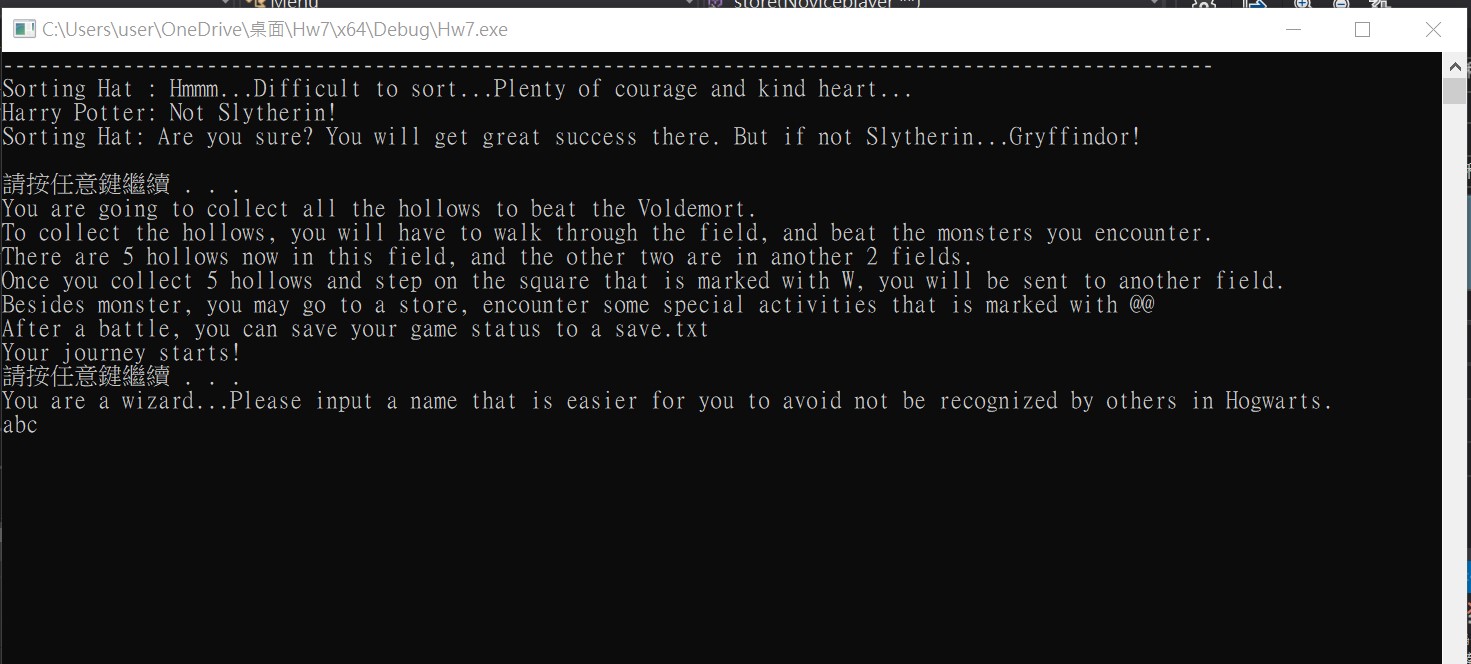 Menu
store(Noviceplayer **)
C:\Users\user\OneDrive\桌面\Hw7\x64\Debug\Hw7.exe
-----------------------------------------------------------------------------------------------------
Sorting Hat : Hmmm...Difficult to sort...Plenty of courage and kind heart...
Harry Potter: Not Slytherin!
Sorting Hat: Are you sure? You will get great success there. But if not Slytherin...Gryffindor!
請按任意鍵繼續 . . .
You are going to collect all the hollows to beat the Voldemort.
To collect the hollows, you will have to walk through the field, and beat the monsters you encounter.
There are 5 hollows now in this field, and the other two are in another 2 fields.
Once you collect 5 hollows and step on the square that is marked with W, you will be sent to another field.
Besides monster, you may go to a store, encounter some special activities that is marked with @@
After a battle, you can save your game status to a save.txt
Your journey starts!
請按任意鍵繼續 . . .
You are a wizard...Please input a name that is easier for you to avoid not be recognized by others in Hogwarts.
abc